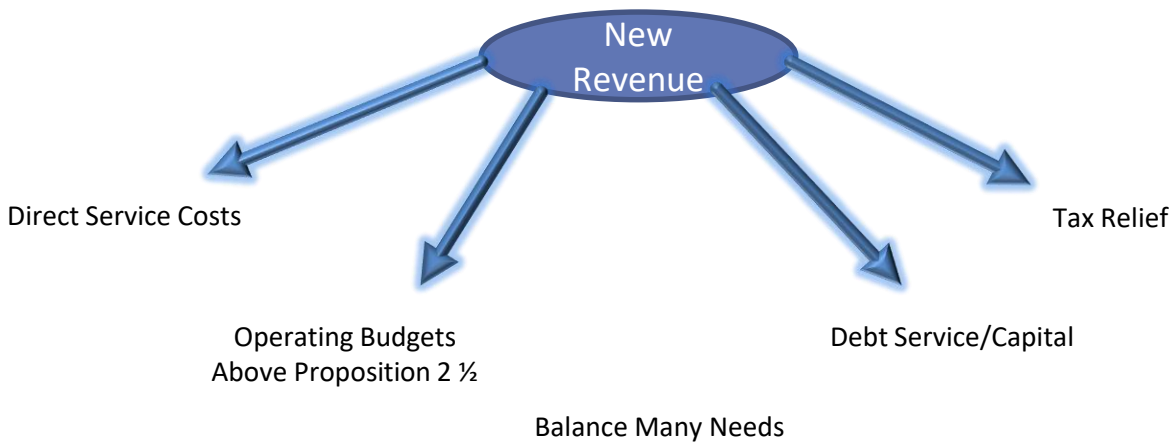 New
Revenue
Direct Service Costs
Tax Relief
Operating Budgets
Above Proposition 2 ½
Debt Service/Capital
Balance Many Needs